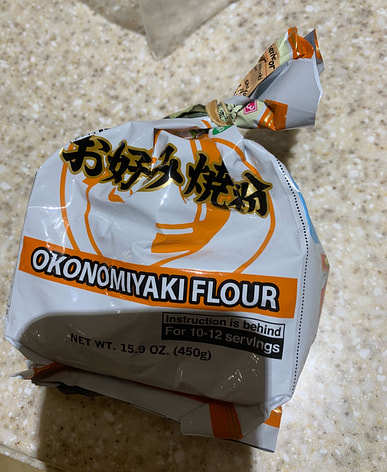 お好み焼粉
OKONOMIYAKI FLOUR
Instruction is behind
For 10-12 servings
NET WT. 15.9 OZ. (450g)